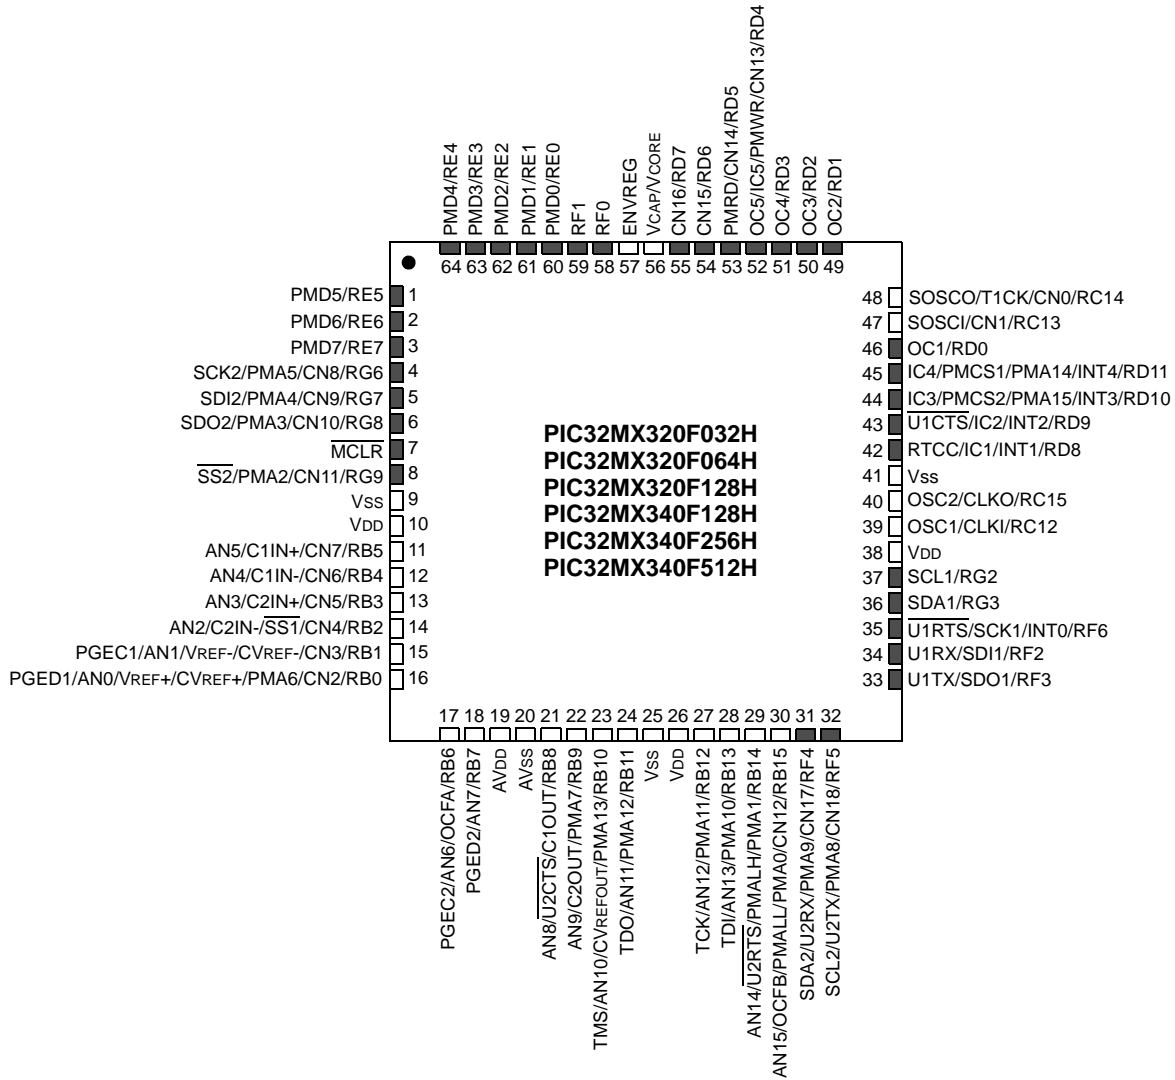 PMD4/RE4
PMD3/RE3
PMD2/RE2
PMD1/RE1
PMD0/RE0
RF1
RF0
ENVREG
VCAP/VCORE
CN16/RD7
CN15/RD6
PMRD/CN14/RD5
OC5/IC5/PMWR/CN13/RD4
OC4/RD3
OC3/RD2
OC2/RD1
64 63 62 61 60 59 58 57 56 55 54 53 52 51 50 49
PMD5/RE5 1
PMD6/RE6 2
PMD7/RE7 3
SCK2/PMA5/CN8/RG6 4
SDI2/PMA4/CN9/RG7 5
SDO2/PMA3/CN10/RG8 6
MCLR 7
SS2/PMA2/CN11/RG9 8
VSS 9
VDD 10
AN5/C1IN+/CN7/RB5 11
AN4/C1IN-/CN6/RB4 12
AN3/C2IN+/CN5/RB3 13
AN2/C2IN-/SS1/CN4/RB2 14
PGEC1/AN1/VREF-/CVREF-/CN3/RB1 15
PGED1/AN0/VREF+/CVREF+/PMA6/CN2/RB0 16
PIC32MX320F032H
PIC32MX320F064H
PIC32MX320F128H
PIC32MX340F128H
PIC32MX340F256H
PIC32MX340F512H
48 SOSCO/T1CK/CN0/RC14
47 SOSCI/CN1/RC13
46 OC1/RD0
45 IC4/PMCS1/PMA14/INT4/RD11
44 IC3/PMCS2/PMA15/INT3/RD10
43 U1CTS/IC2/INT2/RD9
42 RTCC/IC1/INT1/RD8
41 Vss
40 OSC2/CLKO/RC15
39 OSC1/CLKI/RC12
38 VDD
37 SCL1/RG2
36 SDA1/RG3
35 U1RTS/SCK1/INT0/RF6
34 U1RX/SDI1/RF2
33 U1TX/SDO1/RF3
17 18 19 20 21 22 23 24 25 26 27 28 29 30 31 32
PGEC2/AN6/OCFA/RB6
PGED2/AN7/RB7
AVDD
AVSS
AN8/U2CTS/C1OUT/RB8
AN9/C2OUT/PMA7/RB9
TMS/AN10/CVREFOUT/PMA13/RB10
TDO/AN11/PMA12/RB11
VSS
VDD
TCK/AN12/PMA11/RB12
TDI/AN13/PMA10/RB13
AN14/U2RTS/PMALH/PMA1/RB14
AN15/OCFB/PMALL/PMA0/CN12/RB15
SDA2/U2RX/PMA9/CN17/RF4
SCL2/U2TX/PMA8/CN18/RF5